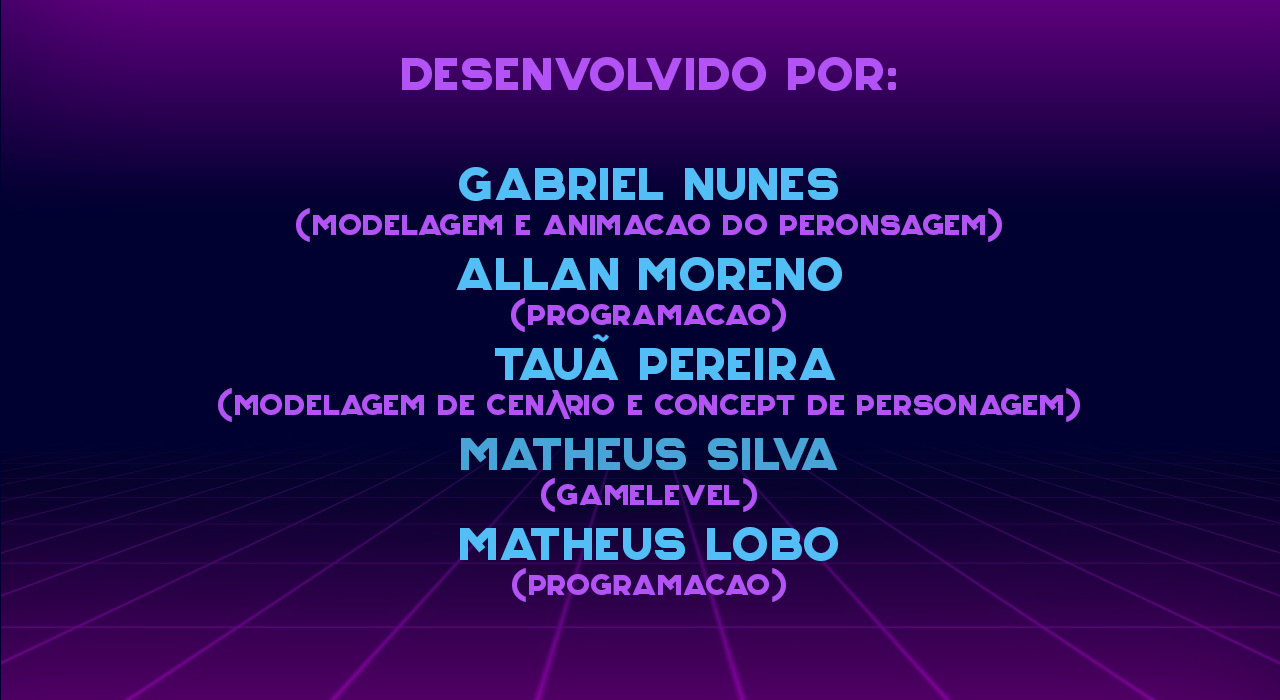 DESENVOLVIDO POR:
GABRIEL NUNES
(MODELAGEM E ANIMACAO DO PERONSAGEM)
ALLAN MORENO
(PROGRAMACAO)
TAUÃ PEREIRA
(MODELAGEM DE CENÁRIO E CONCEPT DE PERSONAGEM)
MATHEUS SILVA
(GAMELEVEL)
MATHEUS LOBO
(PROGRAMACAO)